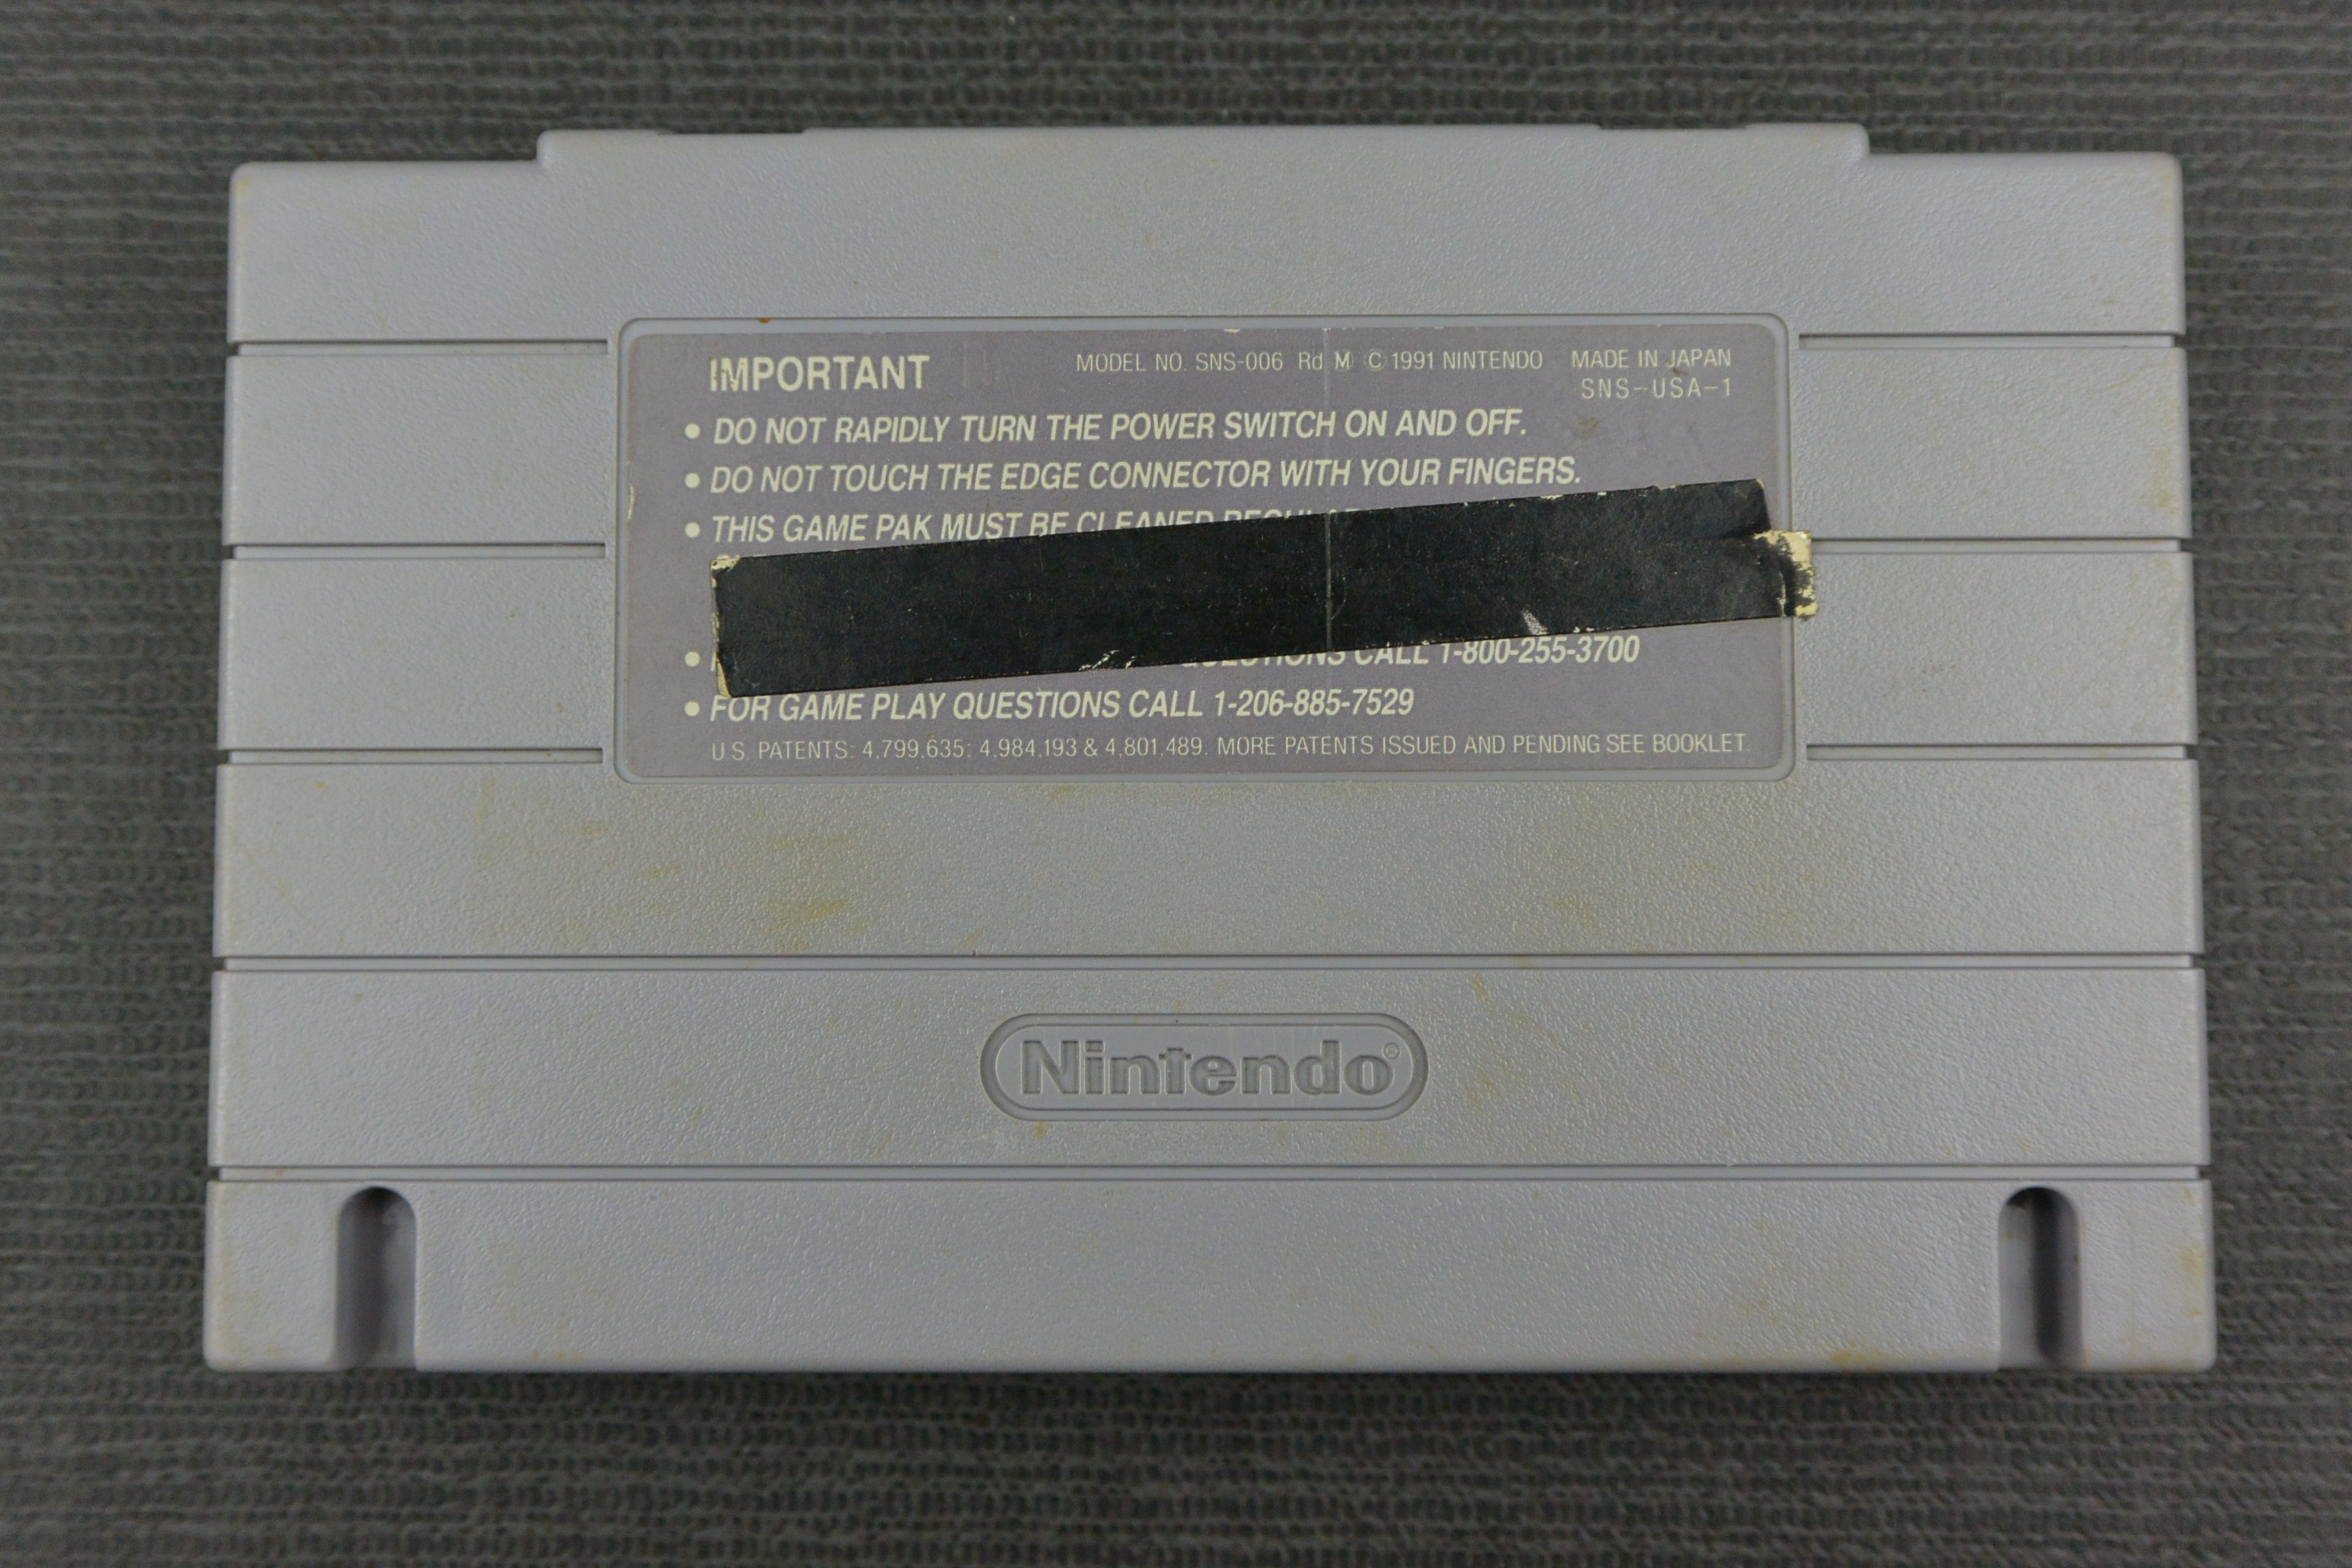 IMPORTANT MODEL NO. SNS-006 Rd M © 1991 NINTENDO MADE IN JAPAN
SNS-USA-1
• DO NOT RAPIDLY TURN THE POWER SWITCH ON AND OFF.
• DO NOT TOUCH THE EDGE CONNECTOR WITH YOUR FINGERS.
• THIS GAME PAK MUST BE CLEANED
• QUESTIONS CALL 1-800-255-3700
• FOR GAME PLAY QUESTIONS CALL 1-206-885-7529
U.S. PATENTS: 4,799,635: 4,984,193 & 4,801,489. MORE PATENTS ISSUED AND PENDING SEE BOOKLET.
Nintendo®